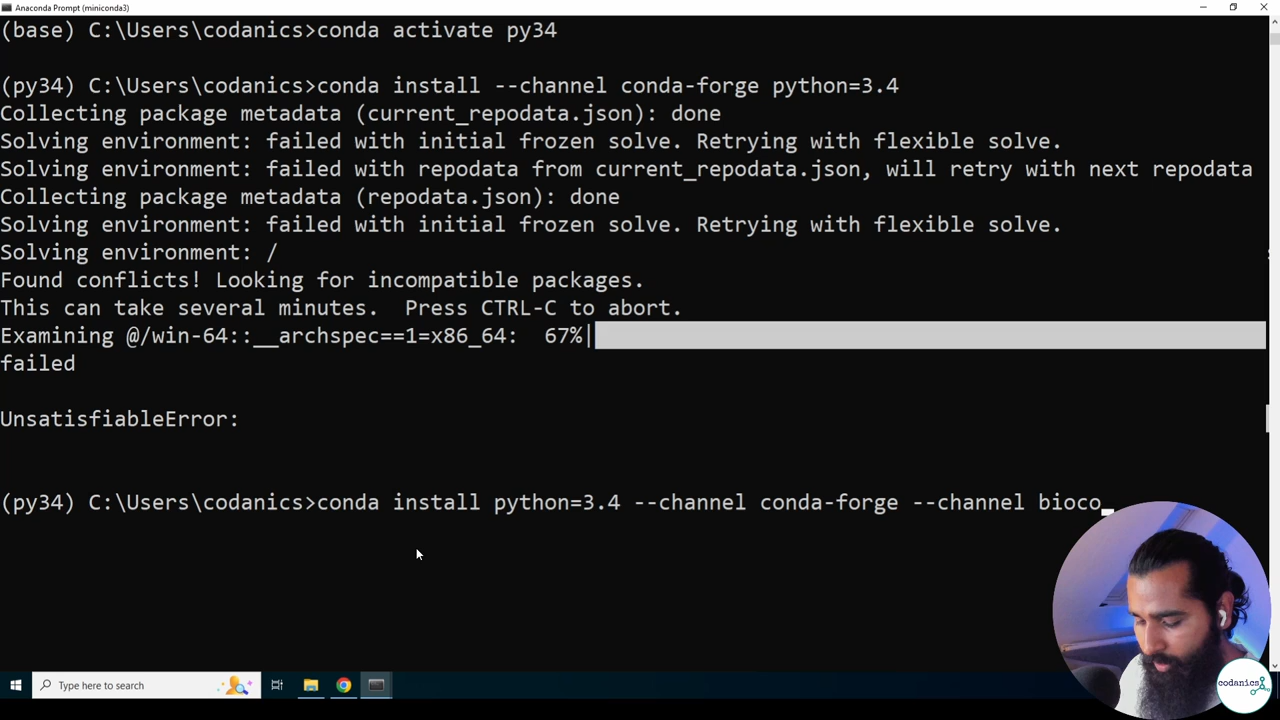 Anaconda Prompt (miniconda3)
(base) C:\Users\codanics>conda activate py34
(py34) C:\Users\codanics>conda install --channel conda-forge python=3.4
Collecting package metadata (current_repodata.json): done
Solving environment: failed with initial frozen solve. Retrying with flexible solve.
Solving environment: failed with repodata from current_repodata.json, will retry with next repodata
Collecting package metadata (repodata.json): done
Solving environment: failed with initial frozen solve. Retrying with flexible solve.
Solving environment: /
Found conflicts! Looking for incompatible packages.
This can take several minutes.  Press CTRL-C to abort.
Examining @/win-64::__archspec==1=x86_64:  67%|
failed
UnsatisfiableError:
(py34) C:\Users\codanics>conda install python=3.4 --channel conda-forge --channel bioco_
Type here to search
codanics